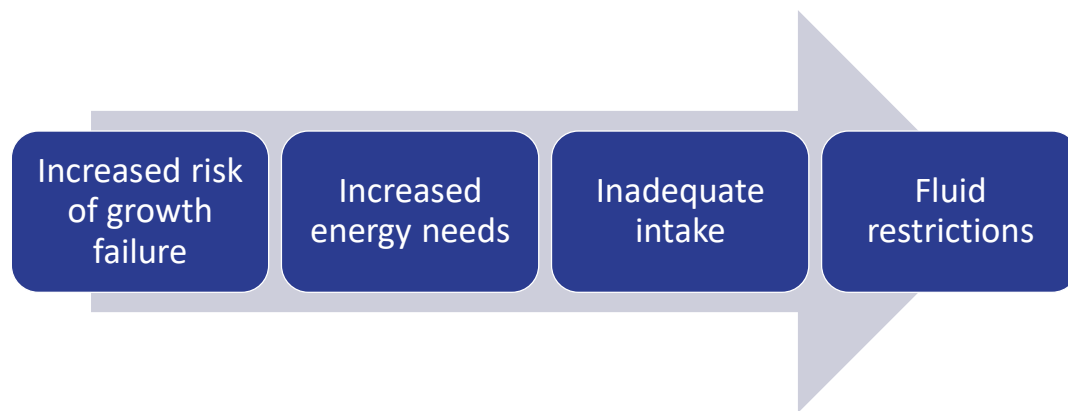 Increased risk
of growth
failure
Increased
energy needs
Inadequate
intake
Fluid
restrictions